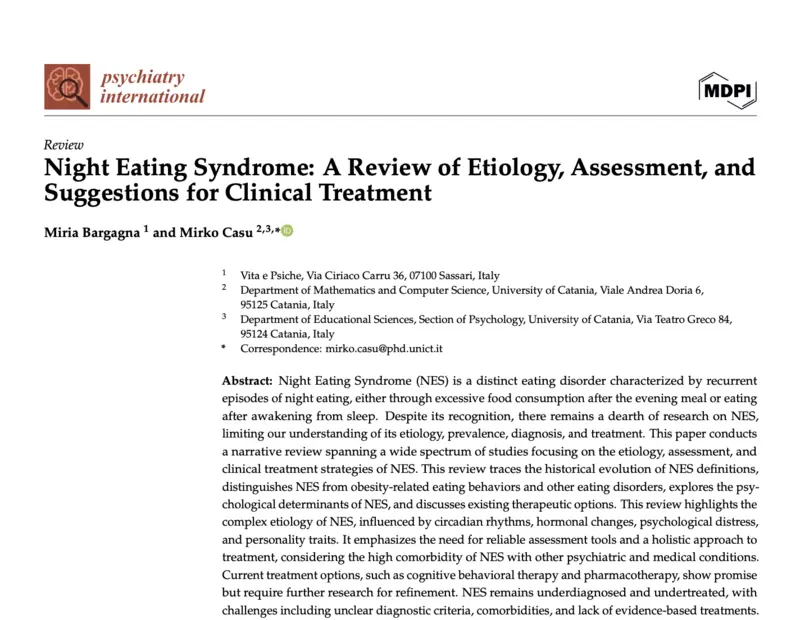 psychiatry
international
MDPI
Review
Night Eating Syndrome: A Review of Etiology, Assessment, and
Suggestions for Clinical Treatment
Miria Bargagna 1 and Mirko Casu 2,3,* iD
1 Vita e Psiche, Via Ciriaco Carru 36, 07100 Sassari, Italy
2 Department of Mathematics and Computer Science, University of Catania, Viale Andrea Doria 6,
95125 Catania, Italy
3 Department of Educational Sciences, Section of Psychology, University of Catania, Via Teatro Greco 84,
95124 Catania, Italy
* Correspondence: mirko.casu@phd.unict.it
Abstract: Night Eating Syndrome (NES) is a distinct eating disorder characterized by recurrent
episodes of night eating, either through excessive food consumption after the evening meal or eating
after awakening from sleep. Despite its recognition, there remains a dearth of research on NES,
limiting our understanding of its etiology, prevalence, diagnosis, and treatment. This paper conducts
a narrative review spanning a wide spectrum of studies focusing on the etiology, assessment, and
clinical treatment strategies of NES. This review traces the historical evolution of NES definitions,
distinguishes NES from obesity-related eating behaviors and other eating disorders, explores the psy-
chological determinants of NES, and discusses existing therapeutic options. This review highlights the
complex etiology of NES, influenced by circadian rhythms, hormonal changes, psychological distress,
and personality traits. It emphasizes the need for reliable assessment tools and a holistic approach to
treatment, considering the high comorbidity of NES with other psychiatric and medical conditions.
Current treatment options, such as cognitive behavioral therapy and pharmacotherapy, show promise
but require further research for refinement. NES remains underdiagnosed and undertreated, with
challenges including unclear diagnostic criteria, comorbidities, and lack of evidence-based treatments.